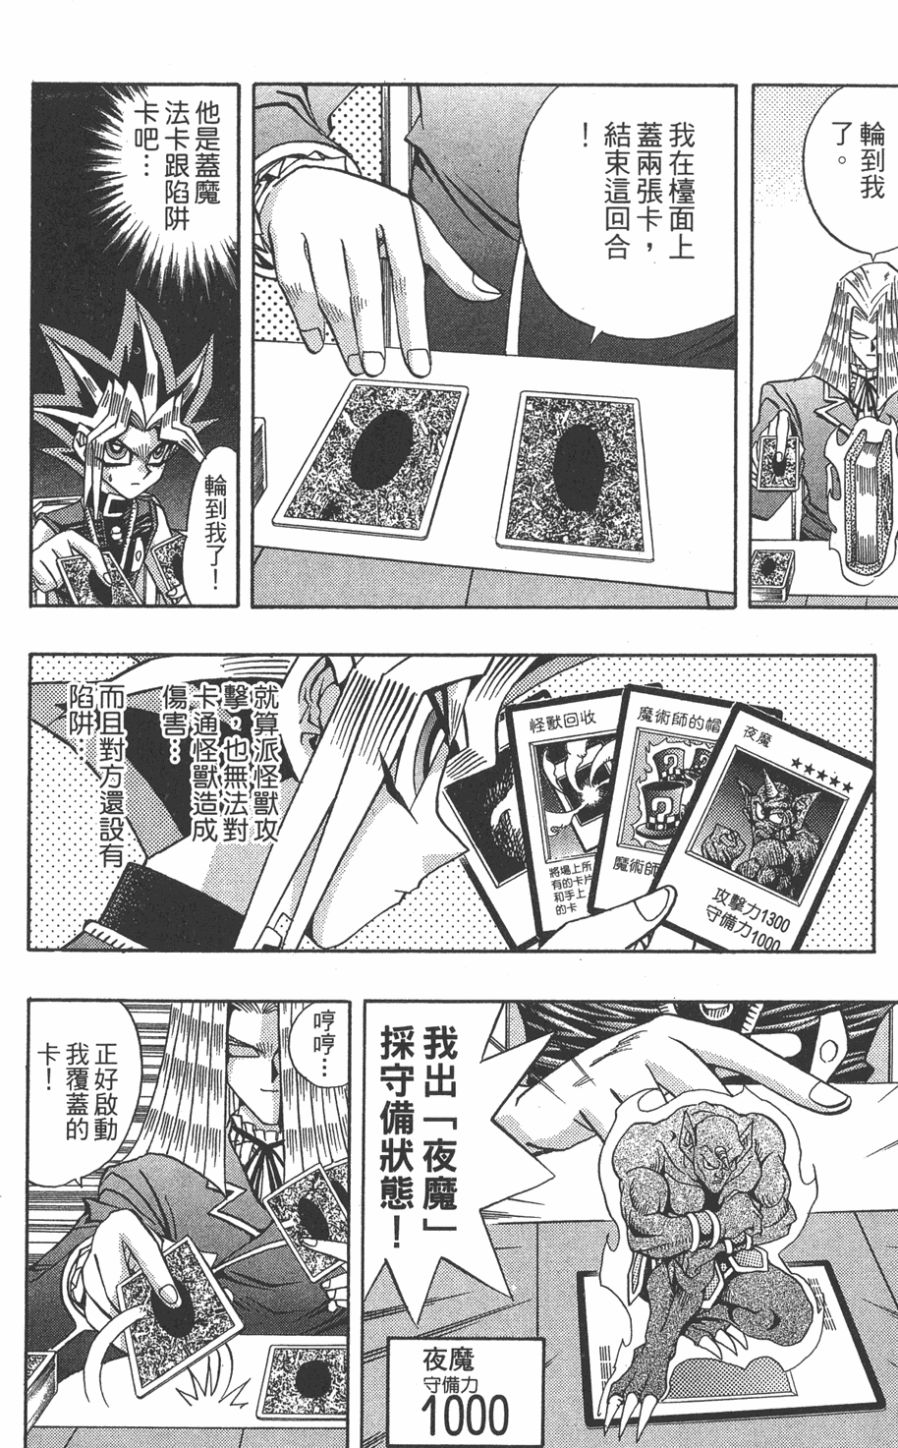 輪到我
了。
我在檯面上
蓋兩張卡，
結束這回合
！
他是蓋魔
法卡跟陷阱
卡吧…
輪到我了！
夜魔
攻擊力1300
守備力1000
魔術師的帽
魔術師
怪獸回收
將場上所
有的卡片
和手上
的卡
就算派怪獸攻
擊，也無法對
卡通怪獸造成
傷害…
而且對方還設有
陷阱…
我出「夜魔」
採守備狀態！
夜魔
守備力
1000
哼哼…
正好啟動
我覆蓋的
卡！